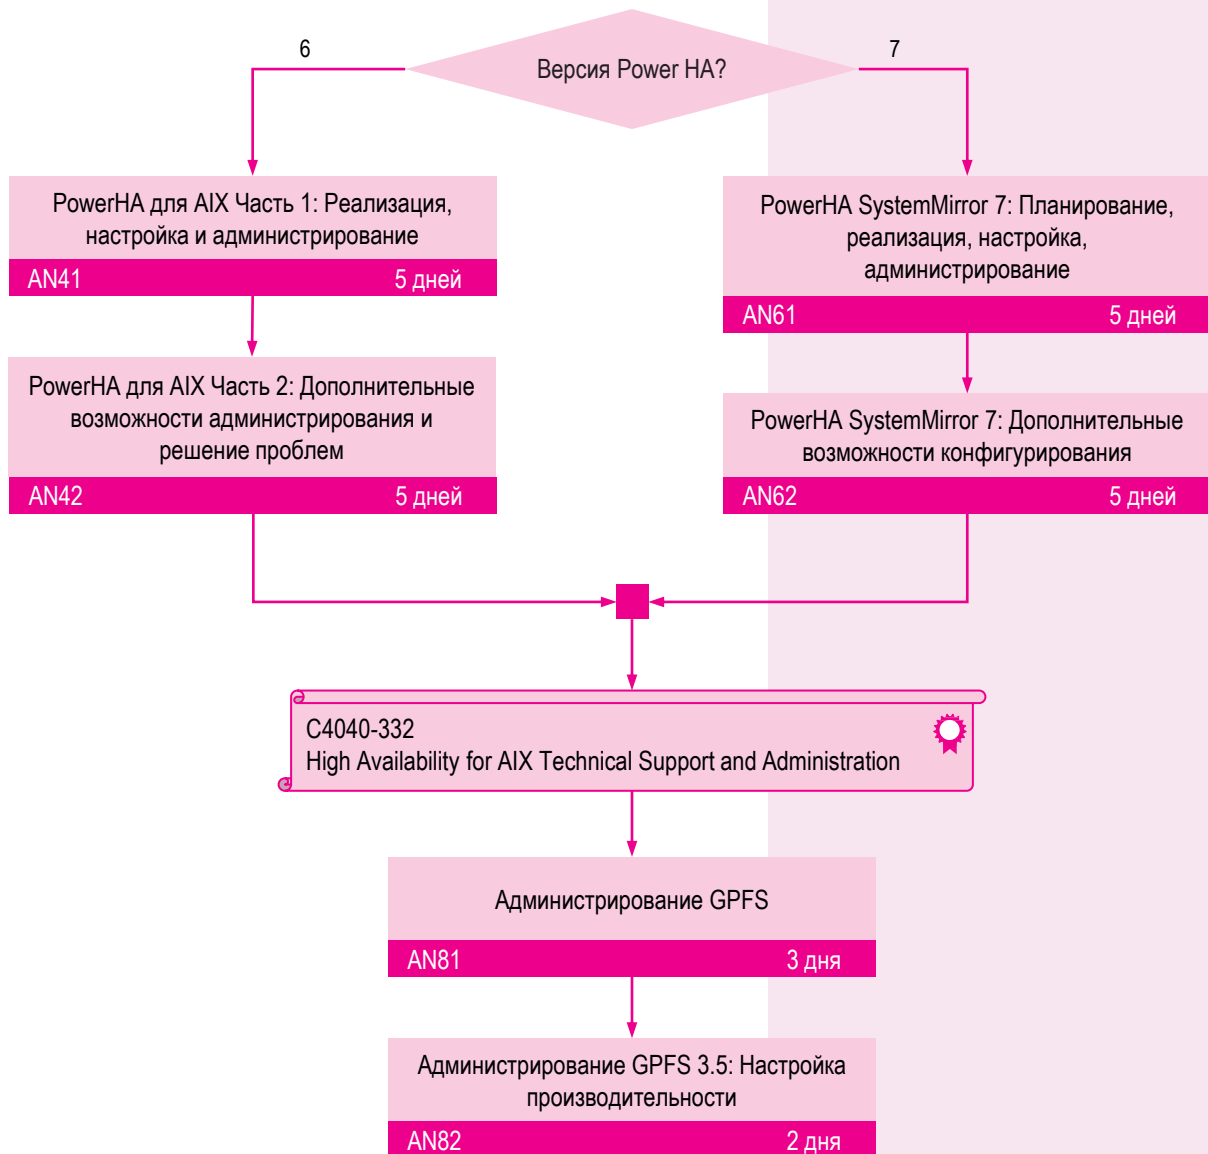 6
7
Версия Power HA?
PowerHA для AIX Часть 1: Реализация,
настройка и администрирование
AN41 5 дней
PowerHA SystemMirror 7: Планирование,
реализация, настройка,
администрирование
AN61 5 дней
PowerHA для AIX Часть 2: Дополнительные
возможности администрирования и
решение проблем
AN42 5 дней
PowerHA SystemMirror 7: Дополнительные
возможности конфигурирования
AN62 5 дней
C4040-332
High Availability for AIX Technical Support and Administration
Администрирование GPFS
AN81 3 дня
Администрирование GPFS 3.5: Настройка
производительности
AN82 2 дня